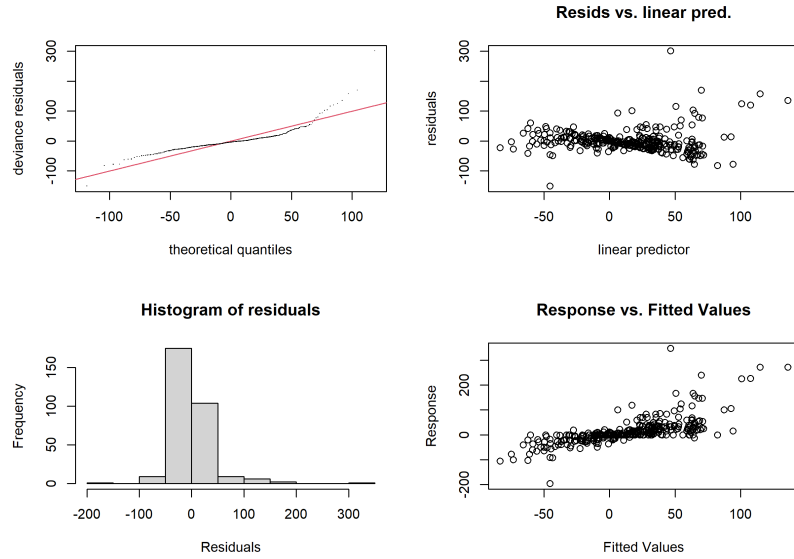 deviance residuals
-100 0 100 300
-100 -50 0 50 100
theoretical quantiles
Resids vs. linear pred.
residuals
-100 0 100 300
-50 0 50 100
linear predictor
Histogram of residuals
Frequency
0 50 150
-200 -100 0 100 200 300
Residuals
Response vs. Fitted Values
Response
-200 0 200
-50 0 50 100
Fitted Values